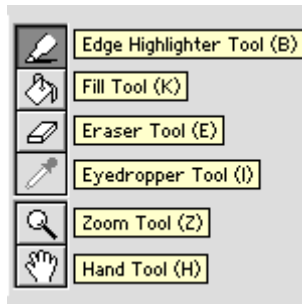 Edge Highlighter Tool (B)
Fill Tool (K)
Eraser Tool (E)
Eyedropper Tool (I)
Zoom Tool (Z)
Hand Tool (H)